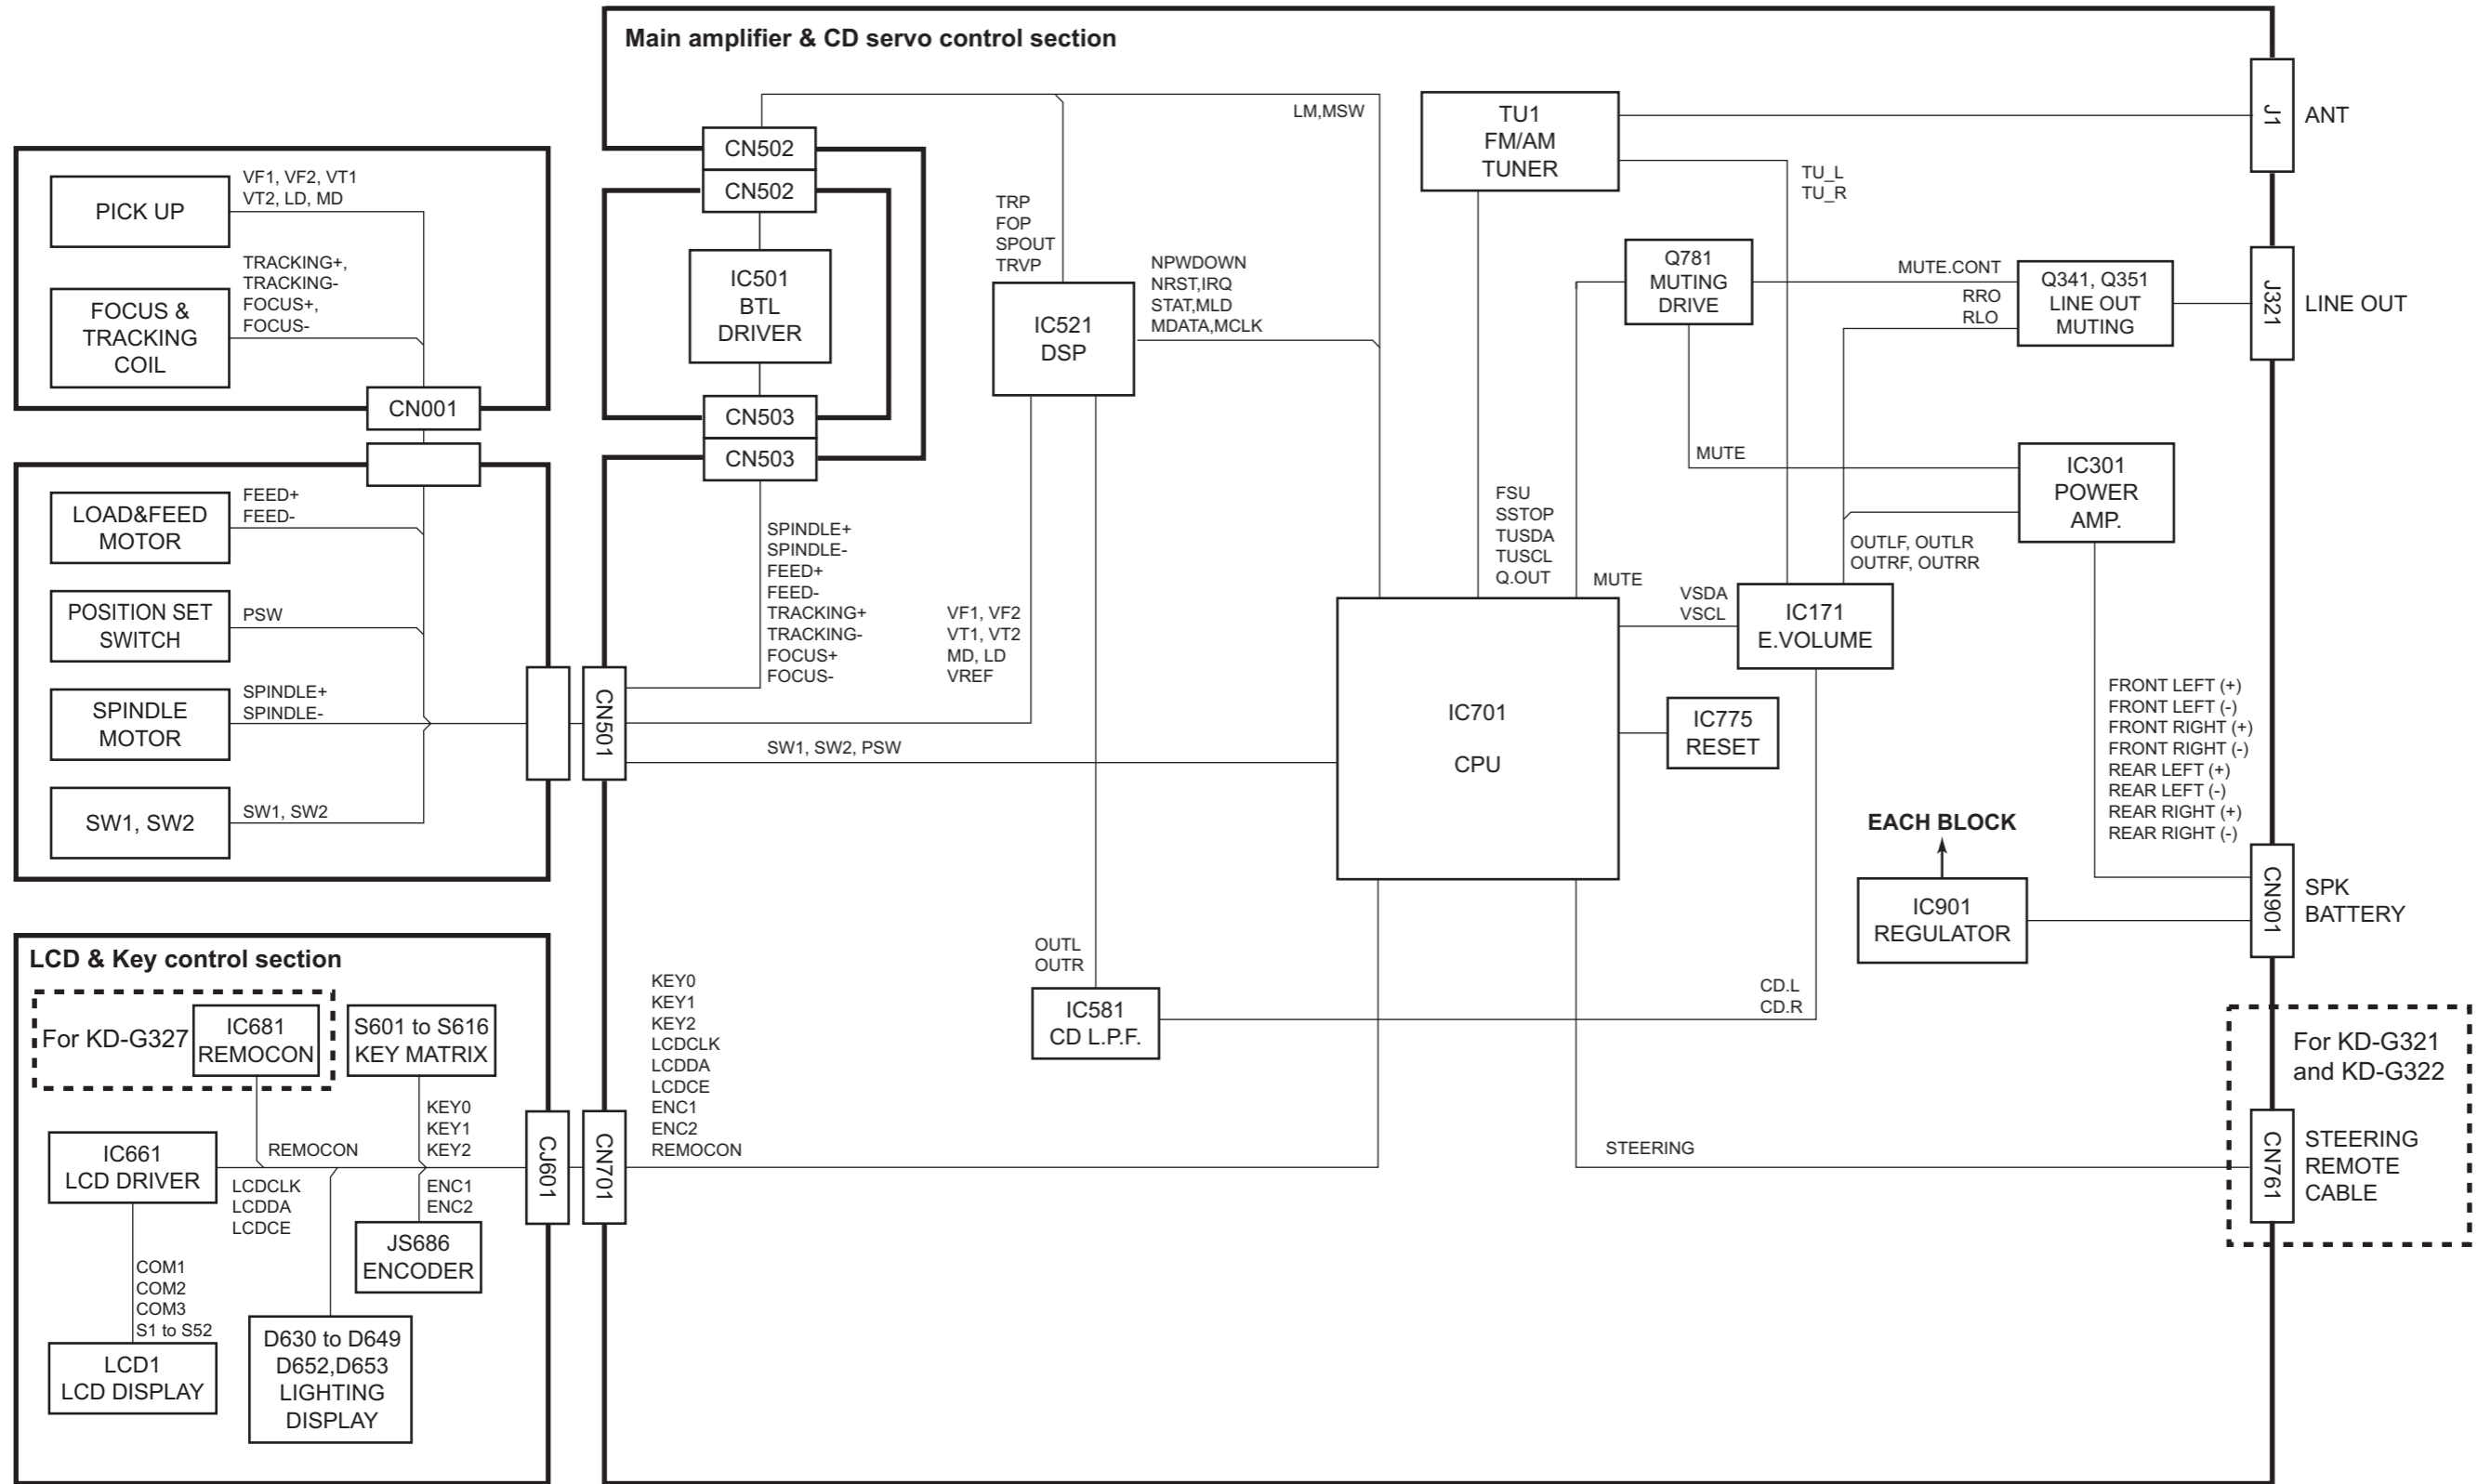 Main amplifier & CD servo control section
PICK UP
VF1, VF2, VT1
VT2, LD, MD
FOCUS &
TRACKING
COIL
TRACKING+,
TRACKING-
FOCUS+,
FOCUS-
CN001
LOAD&FEED
MOTOR
FEED+
FEED-
POSITION SET
SWITCH
PSW
SPINDLE
MOTOR
SPINDLE+
SPINDLE-
SW1, SW2
SW1, SW2
CN502
CN502
IC501
BTL
DRIVER
CN503
CN503
SPINDLE+
SPINDLE-
FEED+
FEED-
TRACKING+
TRACKING-
FOCUS+
FOCUS-
CN501
SW1, SW2, PSW
VF1, VF2
VT1, VT2
MD, LD
VREF
TRP
FOP
SPOUT
TRVP
IC521
DSP
NPWDOWN
NRST,IRQ
STAT,MLD
MDATA,MCLK
LM,MSW
TU1
FM/AM
TUNER
J1
ANT
TU_L
TU_R
Q781
MUTING
DRIVE
MUTE.CONT
RRO
RLO
Q341, Q351
LINE OUT
MUTING
J321
LINE OUT
MUTE
IC301
POWER
AMP.
FSU
SSTOP
TUSDA
TUSCL
Q.OUT
MUTE
OUTLF, OUTLR
OUTRF, OUTRR
VSDA
VSCL
IC171
E.VOLUME
IC701
CPU
IC775
RESET
FRONT LEFT (+)
FRONT LEFT (-)
FRONT RIGHT (+)
FRONT RIGHT (-)
REAR LEFT (+)
REAR LEFT (-)
REAR RIGHT (+)
REAR RIGHT (-)
EACH BLOCK
IC901
REGULATOR
CN901
SPK
BATTERY
OUTL
OUTR
IC581
CD L.P.F.
CD.L
CD.R
LCD & Key control section
For KD-G327
IC681
REMOCON
S601 to S616
KEY MATRIX
KEY0
KEY1
KEY2
IC661
LCD DRIVER
REMOCON
LCDCLK
LCDDA
LCDCE
ENC1
ENC2
JS686
ENCODER
COM1
COM2
COM3
S1 to S52
LCD1
LCD DISPLAY
D630 to D649
D652,D653
LIGHTING
DISPLAY
CJ601
CN701
KEY0
KEY1
KEY2
LCDCLK
LCDDA
LCDCE
ENC1
ENC2
REMOCON
STEERING
For KD-G321
and KD-G322
CN761
STEERING
REMOTE
CABLE